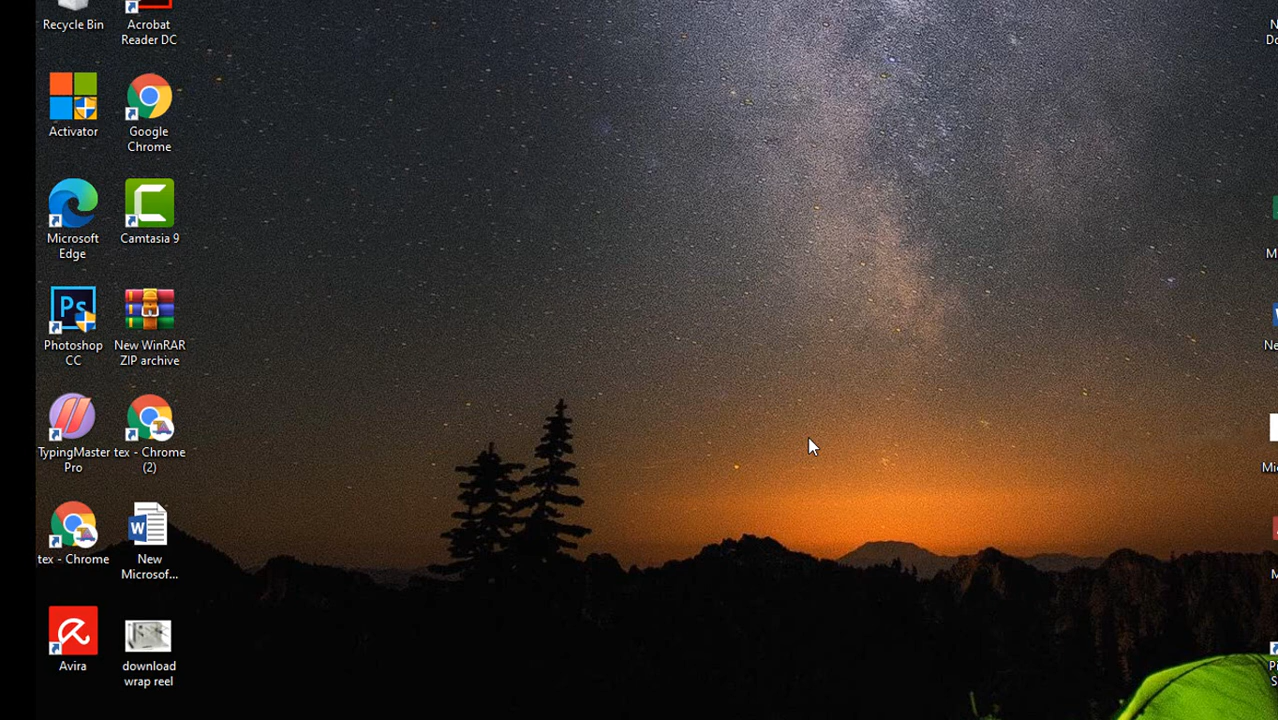 Recycle Bin
Acrobat
Reader DC
Activator
Google
Chrome
Microsoft
Edge
Camtasia 9
Ps
Photoshop
CC
New WinRAR
ZIP archive
TypingMaster
Pro
tex - Chrome
(2)
tex - Chrome
W
New
Microsof...
Avira
download
wrap reel